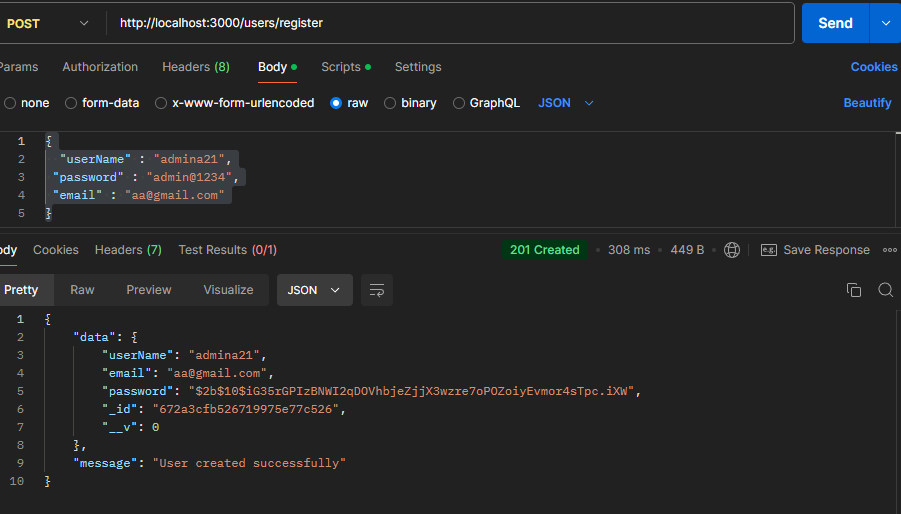 POST http://localhost:3000/users/register Send
Params Authorization Headers (8) Body Scripts Settings Cookies
none form-data x-www-form-urlencoded raw binary GraphQL JSON Beautify
1 {
2 "userName" : "admina21",
3 "password" : "admin@1234",
4 "email" : "aa@gmail.com"
5 }
ody Cookies Headers (7) Test Results (0/1) 201 Created 308 ms 449 B e.g. Save Response
Pretty Raw Preview Visualize JSON
1 {
2 "data": {
3 "userName": "admina21",
4 "email": "aa@gmail.com",
5 "password": "$2b$10$iG35rGPIzBNWI2qDOVhbjeZjjX3wzre7oPOZoiyEvmor4sTpc.iXW",
6 "_id": "672a3cfb526719975e77c526",
7 "__v": 0
8 },
9 "message": "User created successfully"
10 }